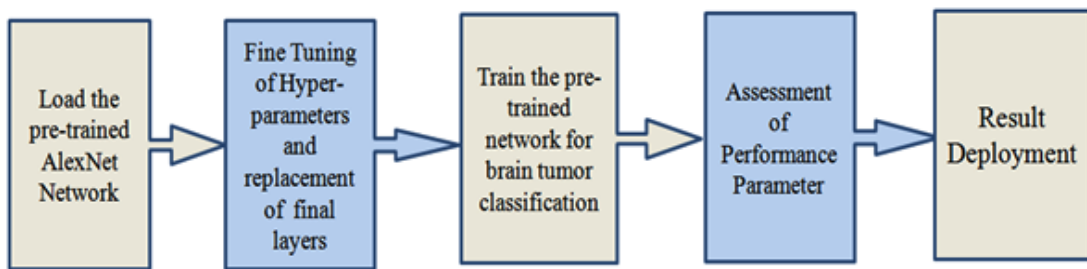 Load the
pre-trained
AlexNet
Network
Fine Tuning
of Hyper-
parameters
and
replacement
of final
layers
Train the pre-
trained
network for
brain tumor
classification
Assessment
of
Performance
Parameter
Result
Deployment